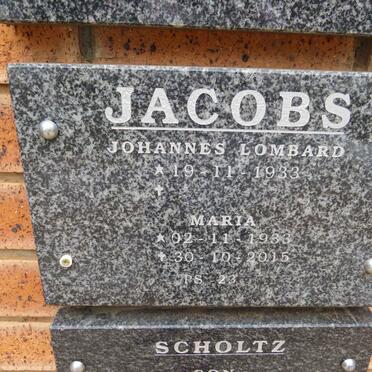 JACOBS
JOHANNES LOMBARD
★ 19-11-1933
✝
MARIA
★ 02-11-1933
✝ 30-10-2015
PS 23
SCHOLTZ